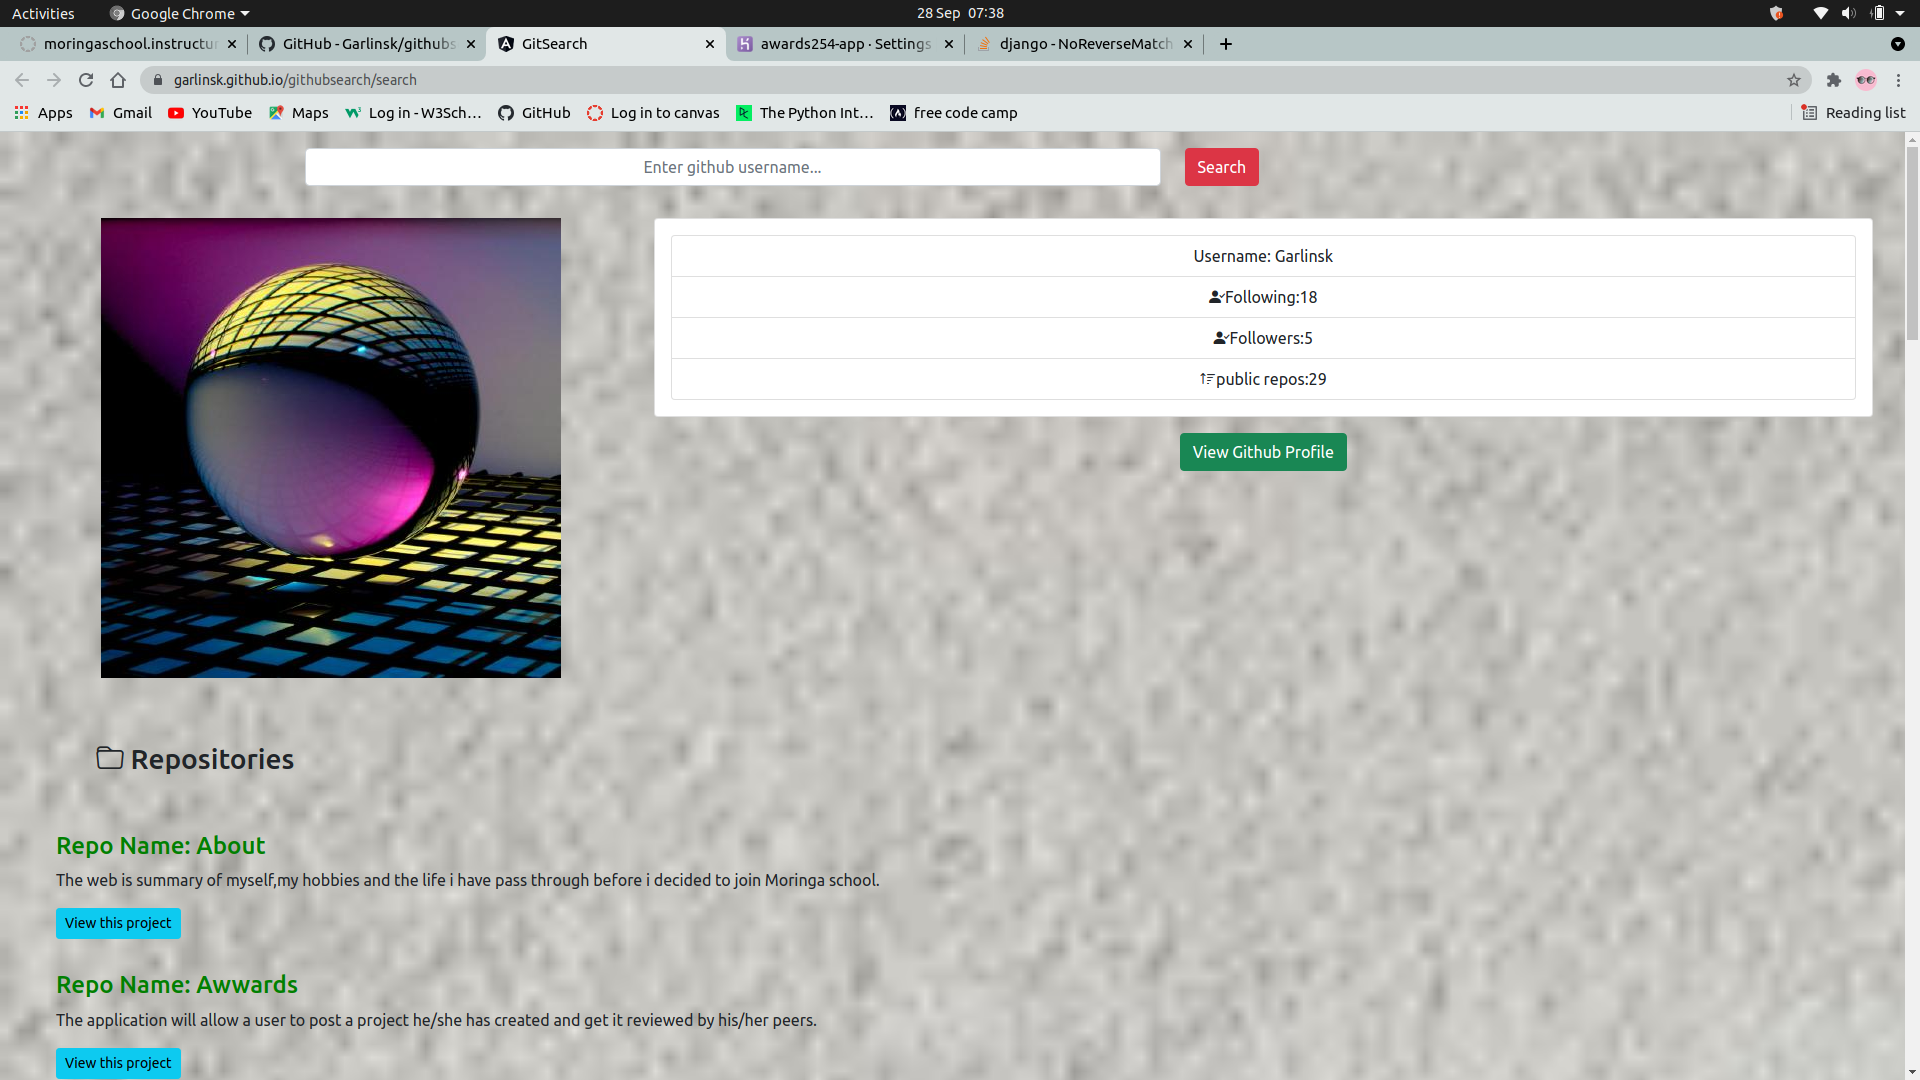 Activities Google Chrome 28 Sep 07:38
moringaschool.instructur GitHub - Garlinsk/githubs GitSearch awards254-app · Settings django - NoReverseMatch
garlinsk.github.io/githubsearch/search
Apps Gmail YouTube Maps Log in - W3Sch... GitHub Log in to canvas The Python Int... free code camp Reading list
Enter github username... Search
Username: Garlinsk
Following:18
Followers:5
public repos:29
View Github Profile
Repositories
Repo Name: About
The web is summary of myself,my hobbies and the life i have pass through before i decided to join Moringa school.
View this project
Repo Name: Awwards
The application will allow a user to post a project he/she has created and get it reviewed by his/her peers.
View this project